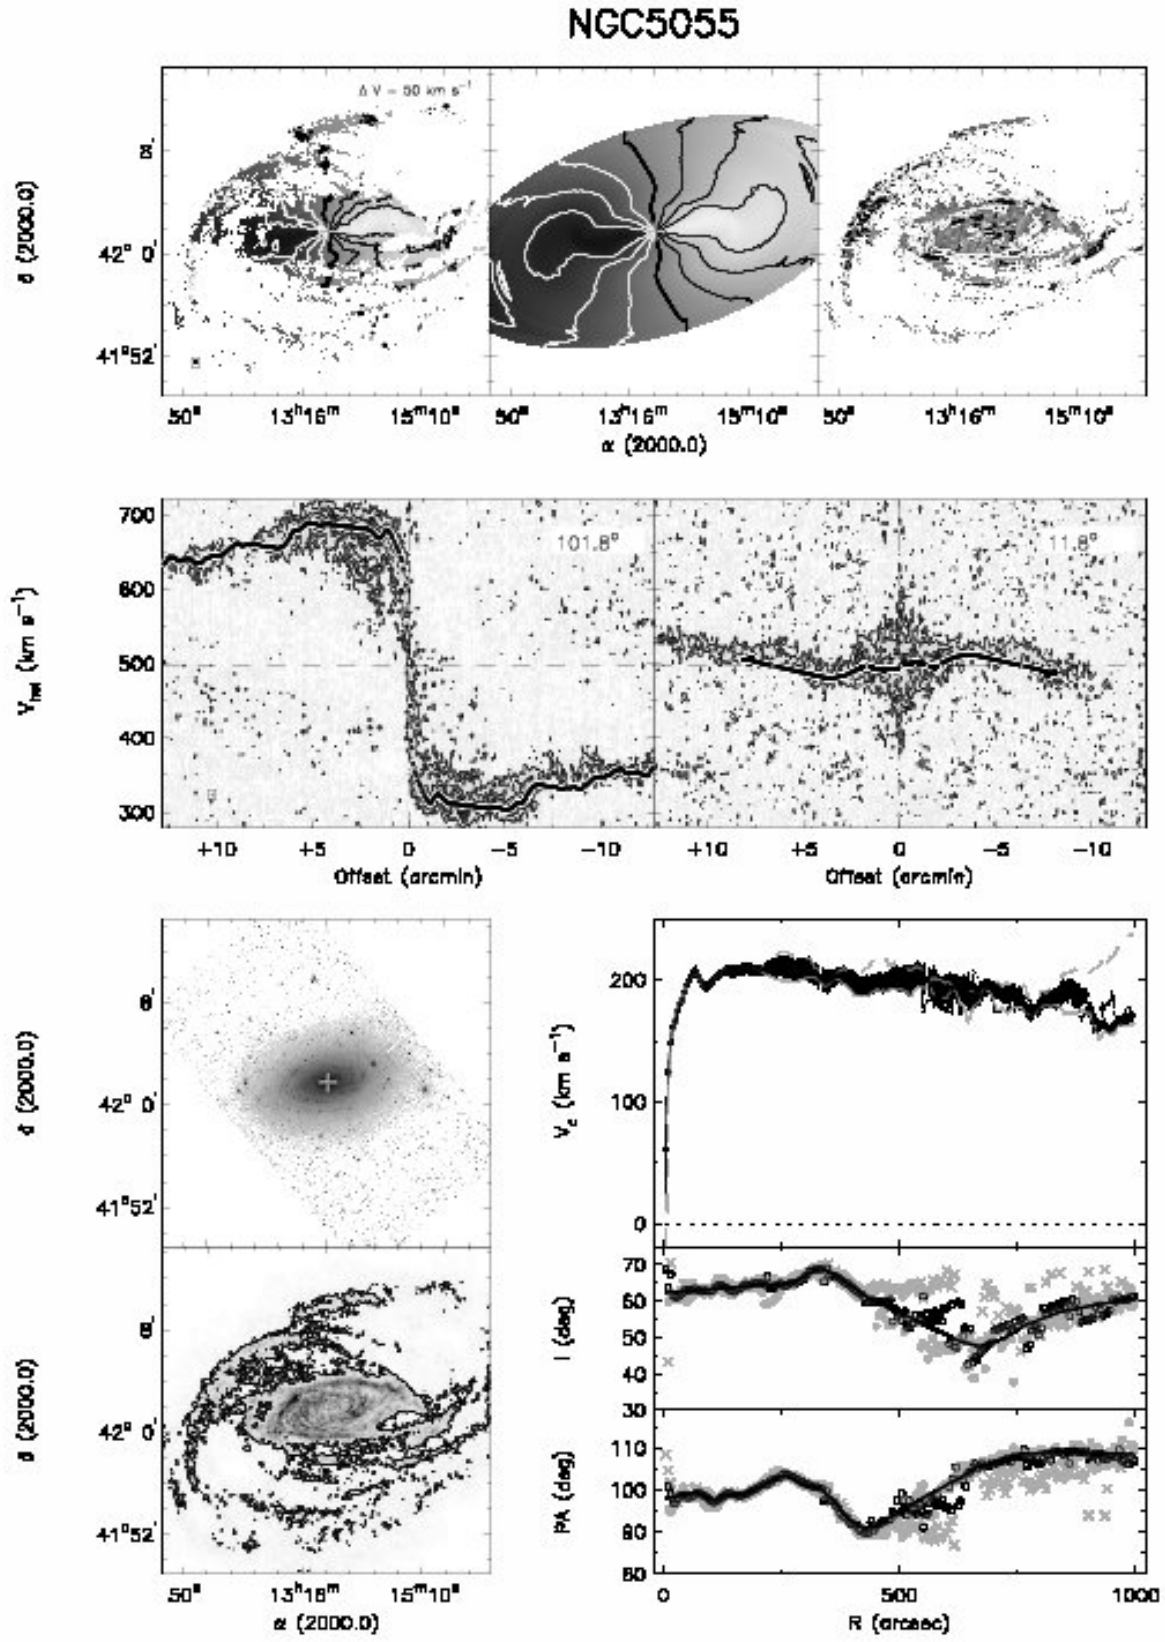 NGC5055
Δ V = 50 km s⁻¹
δ (2000.0)
8'
42° 0'
41°52'
50ˢ 13ʰ16ᵐ 15ᵐ10ˢ 50ˢ 13ʰ16ᵐ 15ᵐ10ˢ 50ˢ 13ʰ16ᵐ 15ᵐ10ˢ
α (2000.0)
V_hel (km s⁻¹)
700
600
500
400
300
101.8° 11.8°
+10 +5 0 −5 −10 +10 +5 0 −5 −10
Offset (arcmin) Offset (arcmin)
δ (2000.0)
8'
42° 0'
41°52'
δ (2000.0)
8'
42° 0'
41°52'
50ˢ 13ʰ16ᵐ 15ᵐ10ˢ
α (2000.0)
V_c (km s⁻¹)
200
100
0
I (deg)
70
60
50
40
30
PA (deg)
110
100
90
80
0 500 1000
R (arcsec)